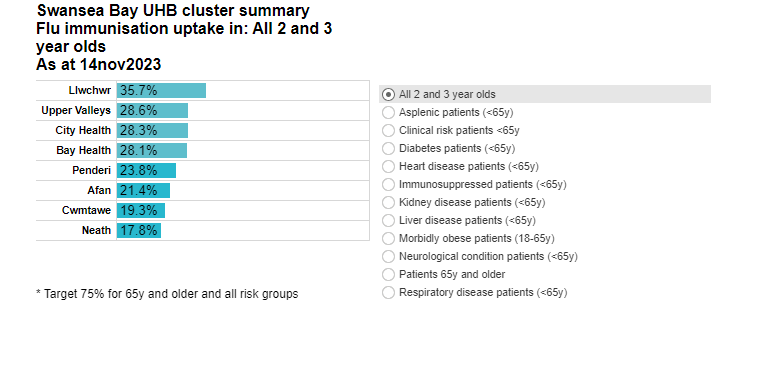 Swansea Bay UHB cluster summary
Flu immunisation uptake in: All 2 and 3
year olds
As at 14nov2023
Llwchwr 35.7%
Upper Valleys 28.6%
City Health 28.3%
Bay Health 28.1%
Penderi 23.8%
Afan 21.4%
Cwmtawe 19.3%
Neath 17.8%
* Target 75% for 65y and older and all risk groups
All 2 and 3 year olds
Asplenic patients (<65y)
Clinical risk patients <65y
Diabetes patients (<65y)
Heart disease patients (<65y)
Immunosuppressed patients (<65y)
Kidney disease patients (<65y)
Liver disease patients (<65y)
Morbidly obese patients (18-65y)
Neurological condition patients (<65y)
Patients 65y and older
Respiratory disease patients (<65y)